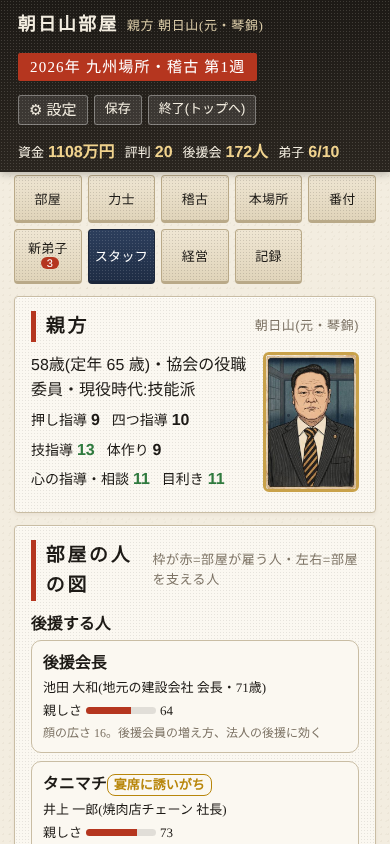 朝日山部屋 親方 朝日山(元・琴錦)
2026年 九州場所・稽古 第1週
⚙ 設定 保存 終了(トップへ)
資金 1108万円 評判 20 後援会 172人 弟子 6/10
部屋 力士 稽古 本場所 番付
新弟子 3 スタッフ 経営 記録
親方 朝日山(元・琴錦)
58歳(定年 65 歳)・協会の役職
委員・現役時代:技能派
押し指導 9 四つ指導 10
技指導 13 体作り 9
心の指導・相談 11 目利き 11
部屋の人の図 枠が赤=部屋が雇う人・左右=部屋を支える人
後援する人
後援会長
池田 大和(地元の建設会社 会長・71歳)
親しさ 64
顔の広さ 16。後援会員の増え方、法人の後援に効く
タニマチ 宴席に誘いがち
井上 一郎(焼肉店チェーン 社長)
親しさ 73